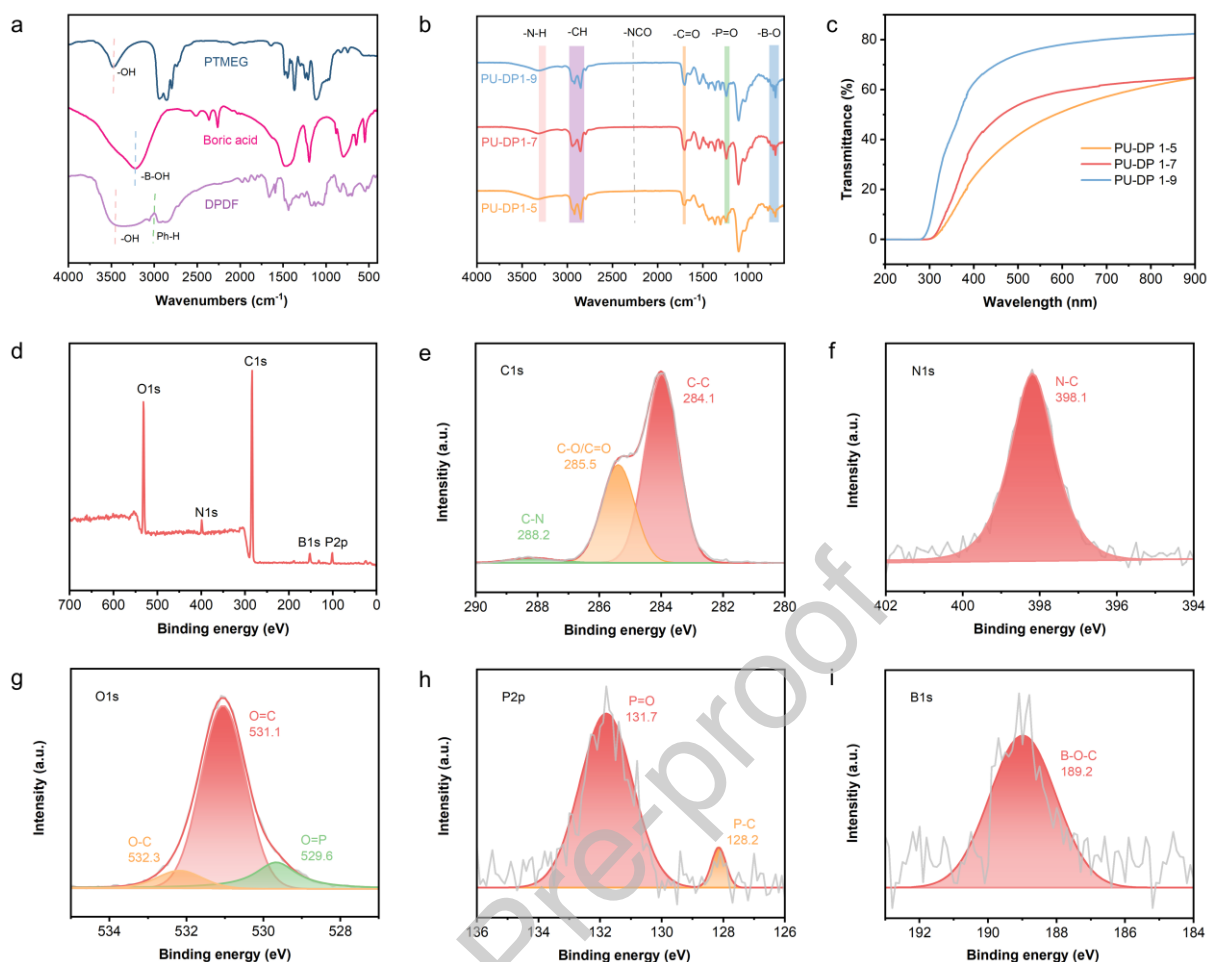 a
PTMEG
-OH
Boric acid
-B-OH
DPDF
-OH
Ph-H
4000 3500 3000 2500 2000 1500 1000 500
Wavenumbers (cm⁻¹)
b
-N-H
-CH
-NCO
-C=O
-P=O
-B-O
PU-DP1-9
PU-DP1-7
PU-DP1-5
4000 3500 3000 2500 2000 1500 1000
Wavenumbers (cm⁻¹)
c
Transmittance (%)
80
60
40
20
0
PU-DP 1-5
PU-DP 1-7
PU-DP 1-9
200 300 400 500 600 700 800 900
Wavelength (nm)
d
O1s
C1s
N1s
B1s P2p
700 600 500 400 300 200 100 0
Binding energy (eV)
e
C1s
Intensitiy (a.u.)
C-C
284.1
C-O/C=O
285.5
C-N
288.2
290 288 286 284 282 280
Binding energy (eV)
f
N1s
Intensitiy (a.u.)
N-C
398.1
402 400 398 396 394
Binding energy (eV)
g
O1s
Intensitiy (a.u.)
O=C
531.1
O-C
532.3
O=P
529.6
534 532 530 528
Binding energy (eV)
h
P2p
Intensitiy (a.u.)
P=O
131.7
P-C
128.2
136 134 132 130 128 126
Binding energy (eV)
i
B1s
Intensitiy (a.u.)
B-O-C
189.2
192 190 188 186 184
Binding energy (eV)
Pre-proof